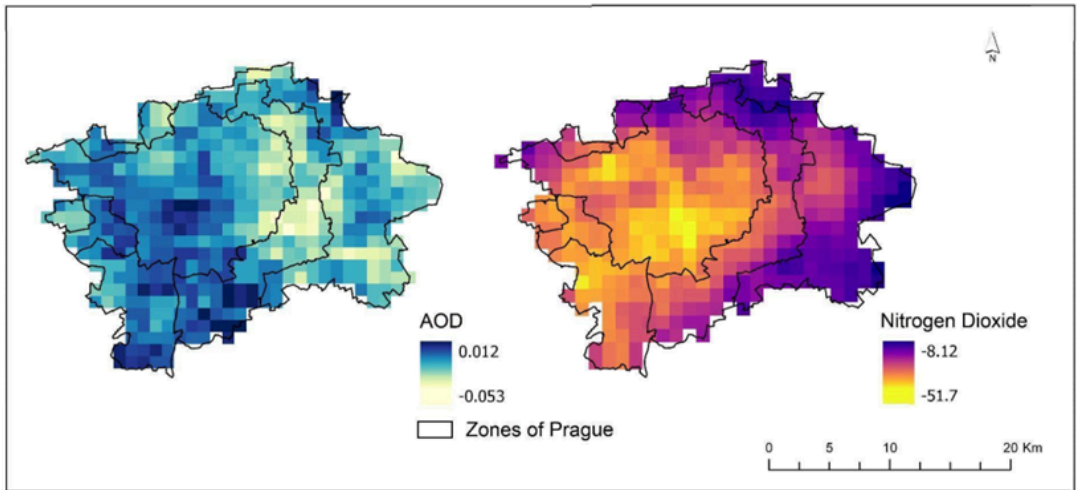 N
AOD
0.012
-0.053
Zones of Prague
Nitrogen Dioxide
-8.12
-51.7
0 5 10 20 Km